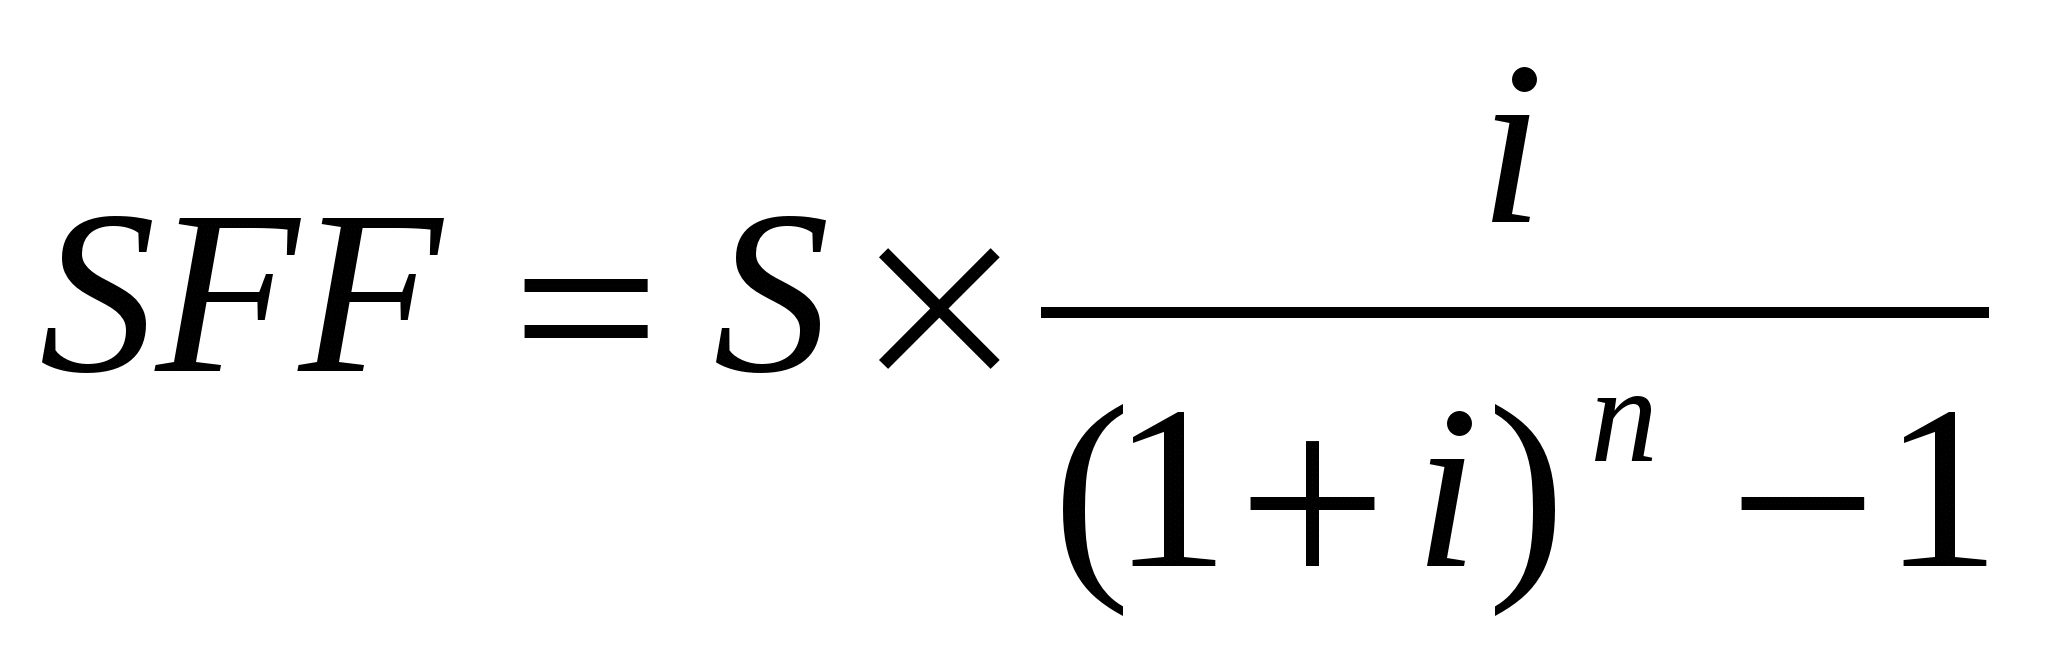 SFF = S × i / ((1 + i)^n − 1)